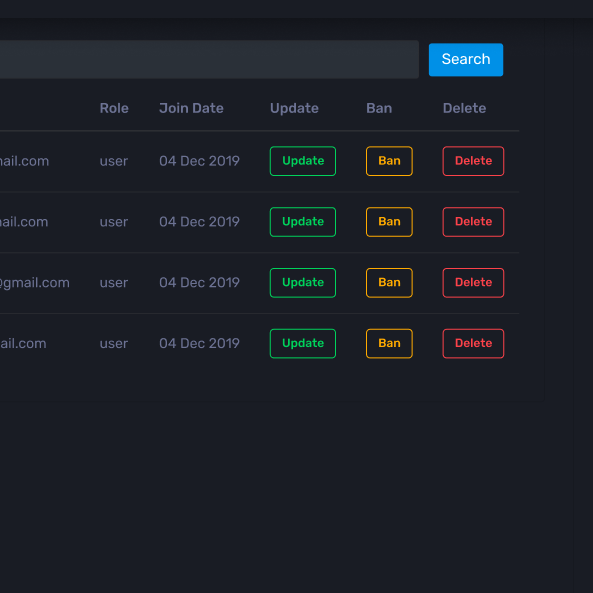 Search
Role Join Date Update Ban Delete
ail.com user 04 Dec 2019 Update Ban Delete
ail.com user 04 Dec 2019 Update Ban Delete
@gmail.com user 04 Dec 2019 Update Ban Delete
ail.com user 04 Dec 2019 Update Ban Delete